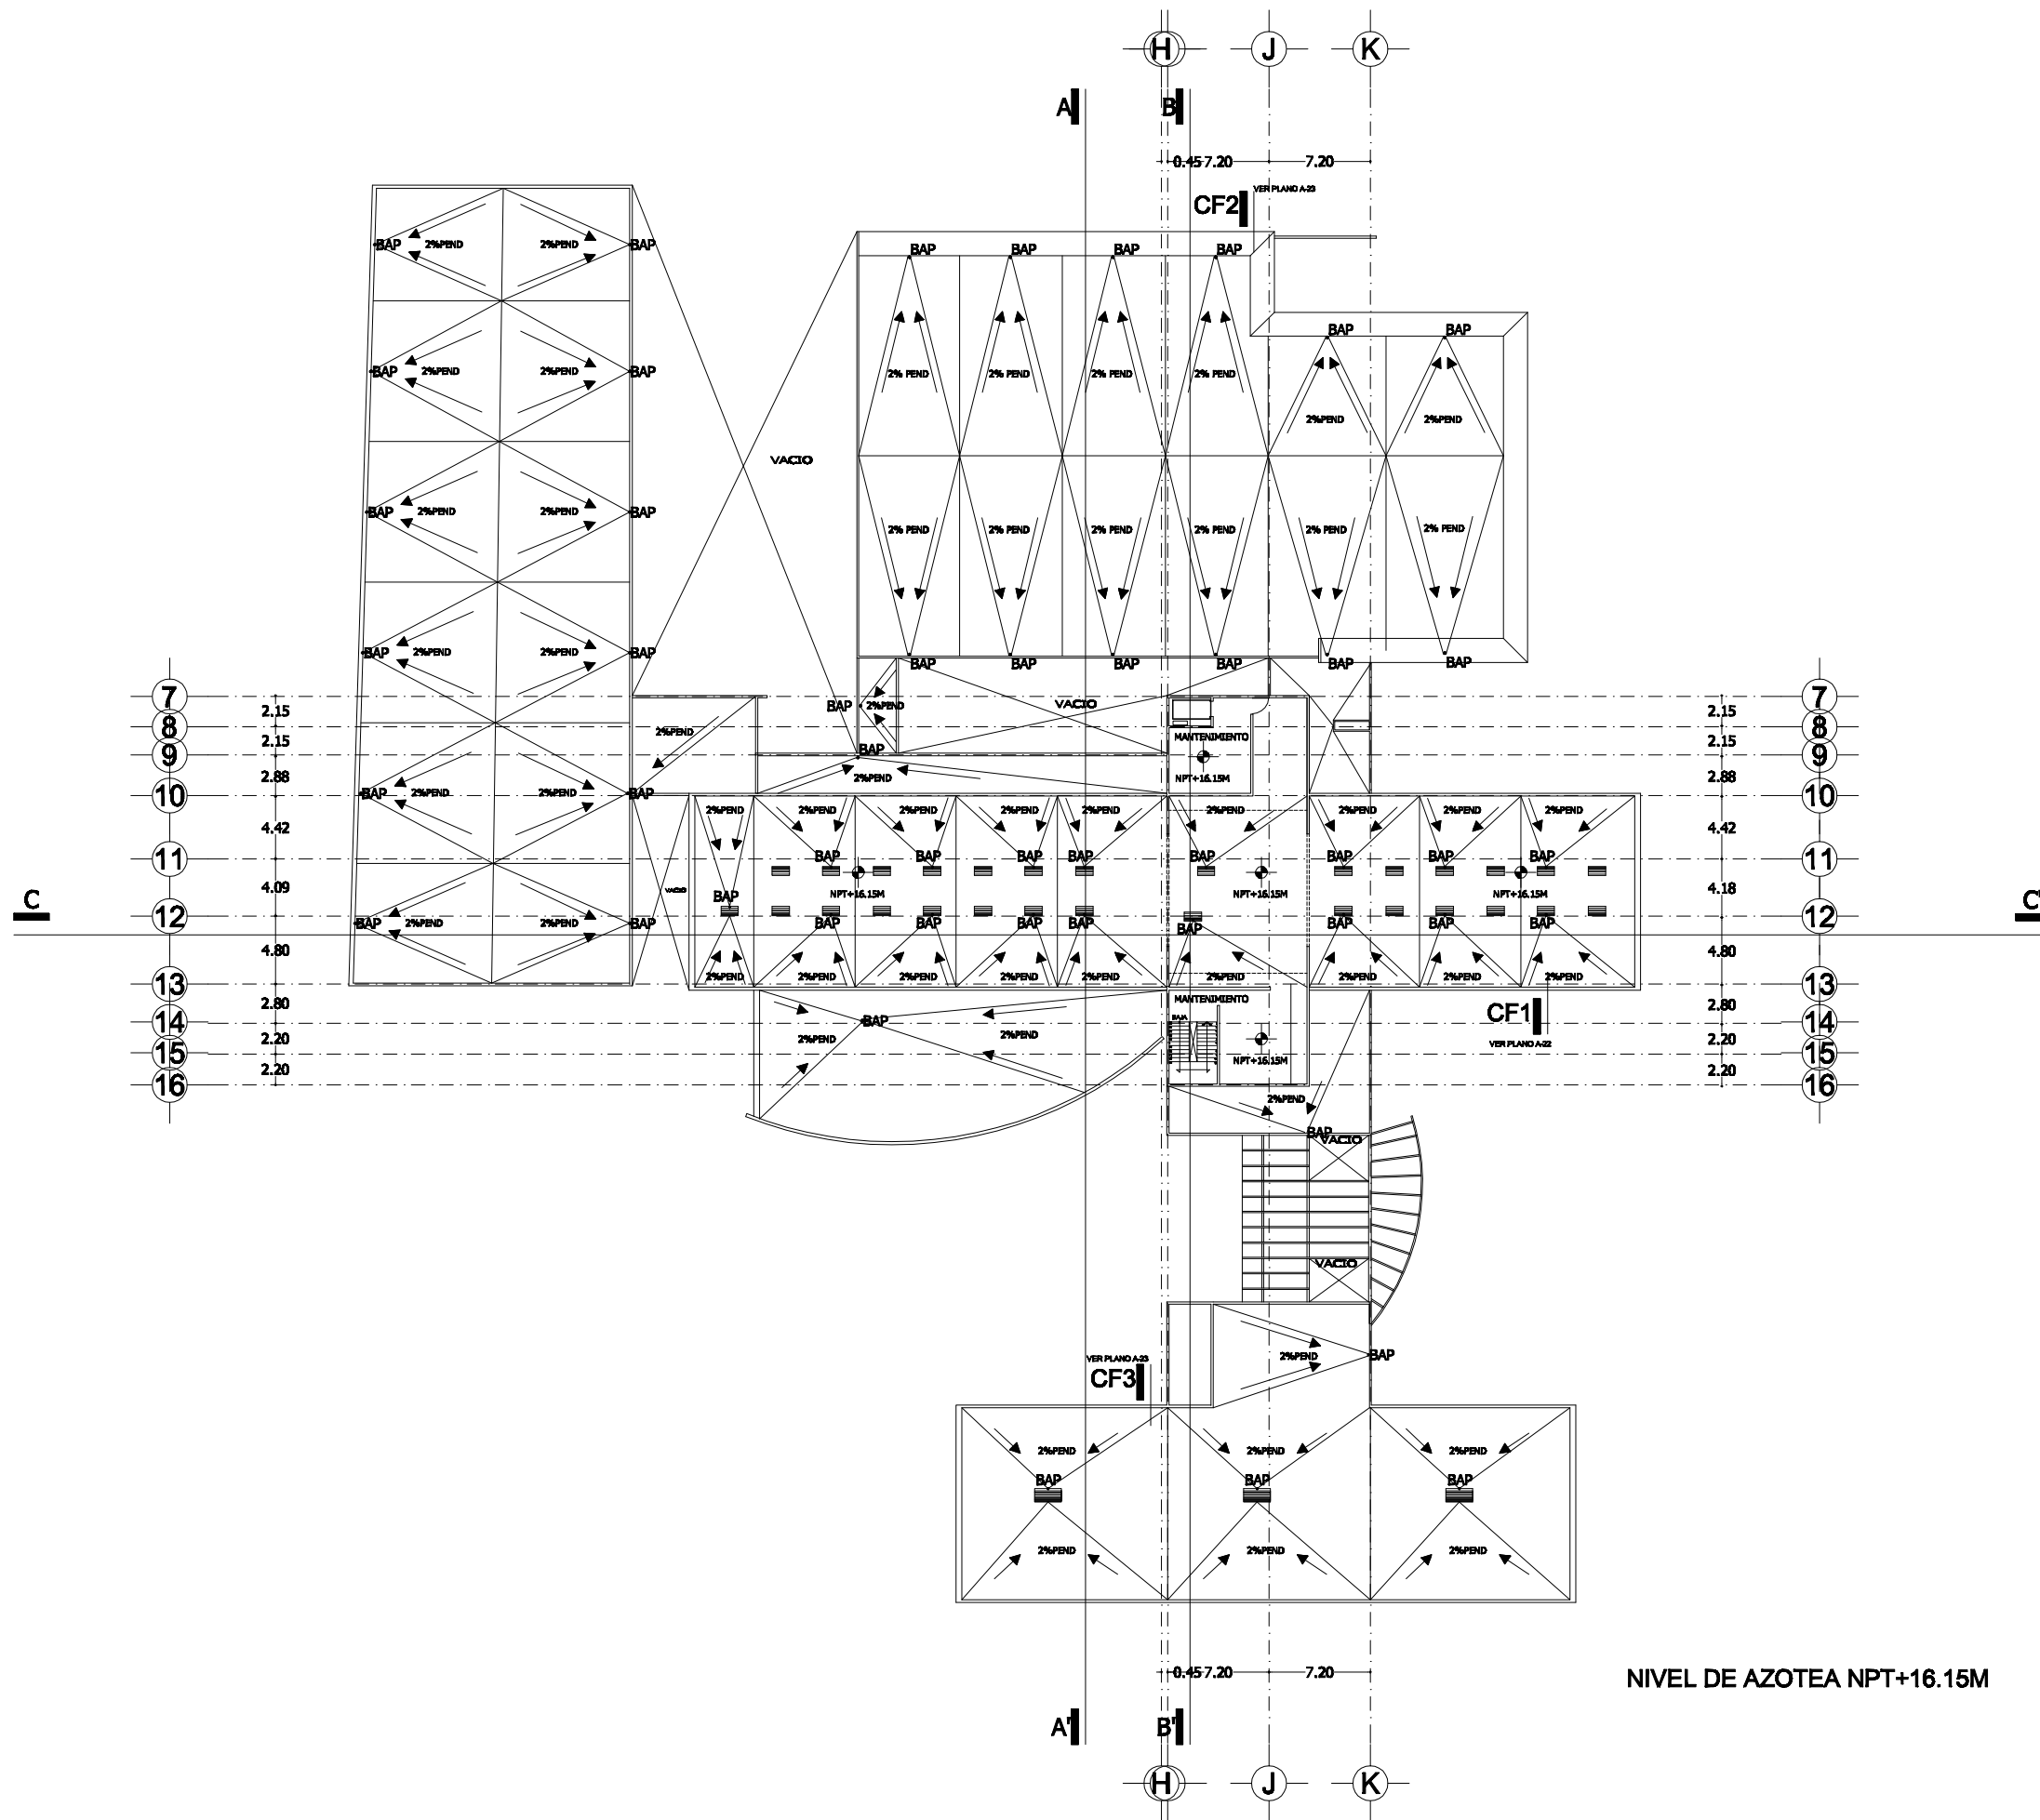 H J K
A B
0.45 7.20 7.20
VER PLANO A-23
CF2
BAP 2%PEND 2%PEND BAP
BAP BAP BAP BAP
BAP BAP
BAP 2%PEND 2%PEND BAP
2% PEND 2% PEND 2% PEND 2% PEND
2%PEND 2%PEND
VACIO
BAP 2%PEND 2%PEND BAP
2% PEND 2% PEND 2% PEND 2% PEND 2% PEND 2% PEND
BAP 2%PEND 2%PEND BAP
BAP BAP BAP BAP BAP BAP
7 7
2.15 BAP 2%PEND VACIO 2.15
8 2%PEND 8
2.15 MANTENIMIENTO 2.15
9 BAP 9
2.88 2%PEND NPT+16.15M 2.88
BAP 2%PEND 2%PEND BAP
10 10
2%PEND 2%PEND 2%PEND 2%PEND 2%PEND 2%PEND 2%PEND 2%PEND 2%PEND
4.42 4.42
11 BAP BAP BAP BAP BAP BAP BAP BAP 11
4.09 VACIO BAP NPT+16.15M NPT+16.15M NPT+16.15M 4.18
C C'
12 12
BAP 2%PEND 2%PEND BAP BAP BAP BAP BAP BAP BAP BAP BAP
4.80 4.80
2%PEND 2%PEND 2%PEND 2%PEND 2%PEND 2%PEND 2%PEND 2%PEND 2%PEND
13 13
2.80 MANTENIMIENTO 2.80
CF1
14 BAP BAJA 14
2.20 2%PEND 2%PEND 2.20
VER PLANO A-22
15 NPT+16.15M 15
2.20 2.20
16 16
2%PEND
BAP
VACIO
VACIO
VER PLANO A-23
2%PEND BAP
CF3
2%PEND 2%PEND 2%PEND
BAP BAP BAP
2%PEND 2%PEND 2%PEND
0.45 7.20 7.20
NIVEL DE AZOTEA NPT+16.15M
A' B'
H J K